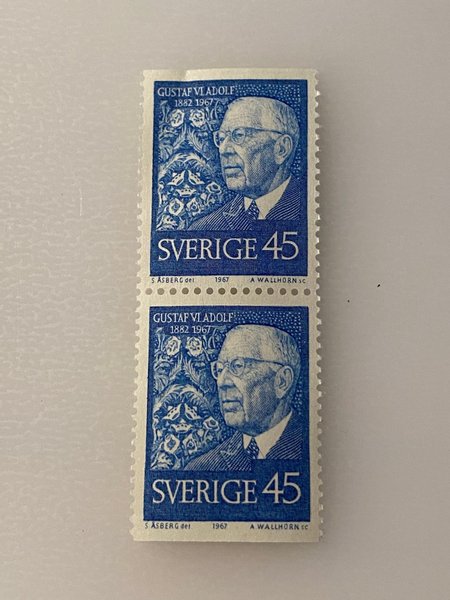 GUSTAF VI ADOLF
1882 1967
SVERIGE 45
S ÅSBERG del 1967 A WALLHORN SC
GUSTAF VI ADOLF
1882 1967
SVERIGE 45
S ÅSBERG del 1967 A WALLHORN SC